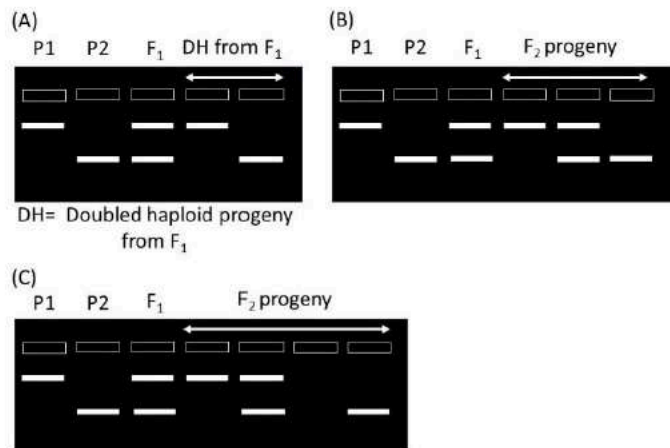 (A)
P1 P2 F₁ DH from F₁
DH= Doubled haploid progeny
from F₁
(B)
P1 P2 F₁ F₂ progeny
(C)
P1 P2 F₁ F₂ progeny